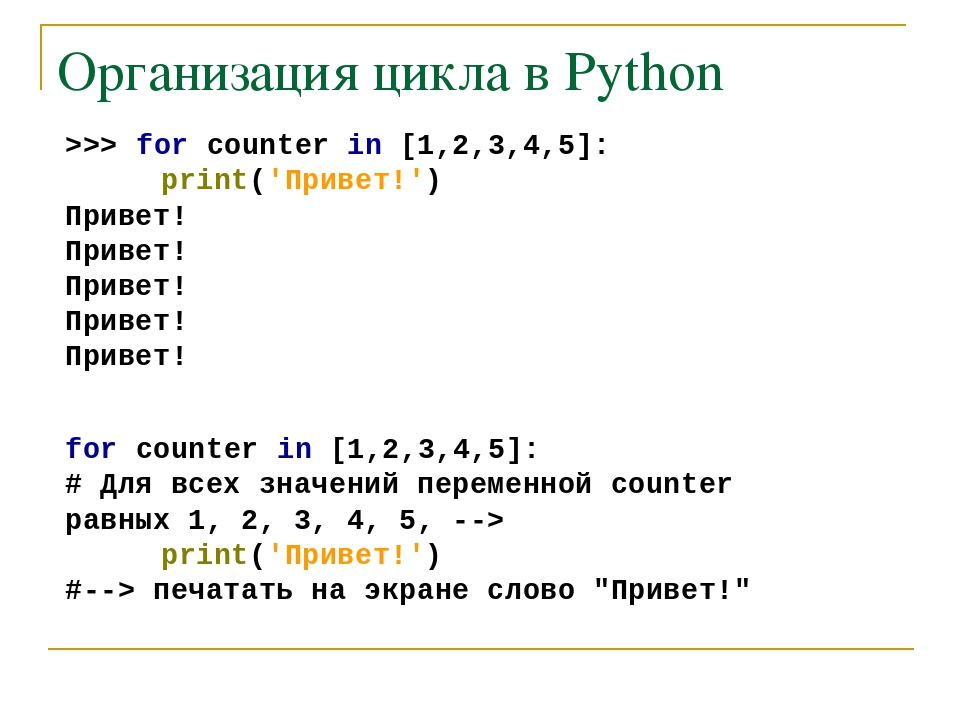 Организация цикла в Python
>>> for counter in [1,2,3,4,5]:
print('Привет!')
Привет!
Привет!
Привет!
Привет!
Привет!
for counter in [1,2,3,4,5]:
# Для всех значений переменной counter
равных 1, 2, 3, 4, 5, -->
print('Привет!')
#--> печатать на экране слово "Привет!"